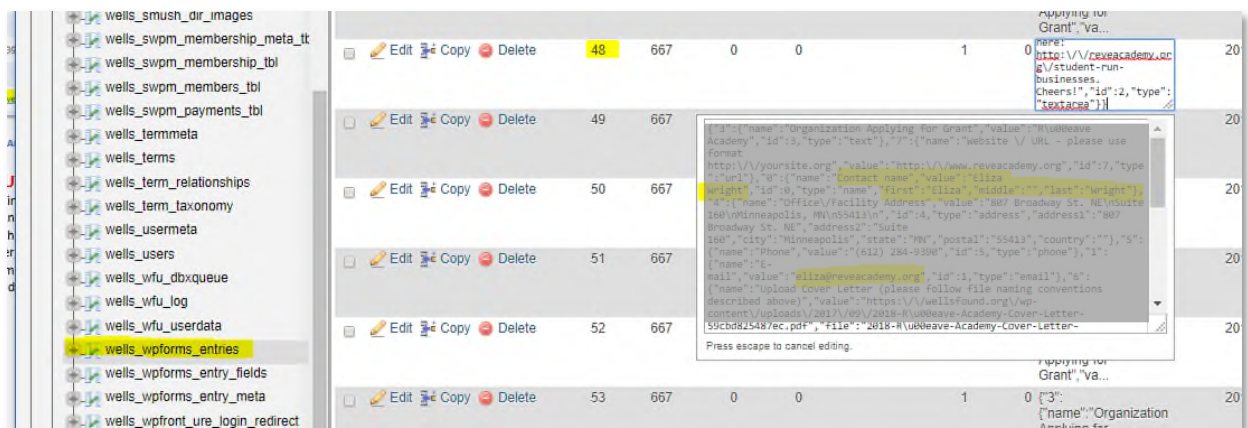 wells_smush_dir_images
wells_swpm_membership_meta_tb
wells_swpm_membership_tbl
wells_swpm_members_tbl
wells_swpm_payments_tbl
wells_termmeta
wells_terms
wells_term_relationships
wells_term_taxonomy
wells_usermeta
wells_users
wells_wfu_dbxqueue
wells_wfu_log
wells_wfu_userdata
wells_wpforms_entries
wells_wpforms_entry_fields
wells_wpforms_entry_meta
wells_wpfront_ure_login_redirect
Applying for
Grant","va...
Edit Copy Delete 48 667 0 0 1 0 20
here:
http:\/\/reveacademy.or
g\/student-run-
businesses.
Cheers!","id":2,"type":
"textarea"}}
Edit Copy Delete 49 667 20
{"3":{"name":"Organization Applying for Grant","value":"R\u00eave
Academy","id":3,"type":"text"},"7":{"name":"Website \/ URL - please use
format
http:\/\/yoursite.org","value":"http:\/\/www.reveacademy.org","id":7,"type
":"url"},"0":{"name":"Contact name","value":"Eliza
Wright","id":0,"type":"name","first":"Eliza","middle":"","last":"Wright"},
"4":{"name":"Office\/Facility Address","value":"807 Broadway St. NE\nSuite
160\nMinneapolis, MN\n55413\n","id":4,"type":"address","address1":"807
Broadway St. NE","address2":"Suite
160","city":"Minneapolis","state":"MN","postal":"55413","country":""},"5":
{"name":"Phone","value":"(612) 284-9390","id":5,"type":"phone"},"1":
{"name":"E-
mail","value":"eliza@reveacademy.org","id":1,"type":"email"},"6":
{"name":"Upload Cover Letter (please follow file naming conventions
described above)","value":"https:\/\/wellsfound.org\/wp-
content\/uploads\/2017\/09\/2018-R\u00eave-Academy-Cover-Letter-
59cbd825487ec.pdf","file":"2018-R\u00eave-Academy-Cover-Letter-
Press escape to cancel editing.
Edit Copy Delete 50 667 20
Edit Copy Delete 51 667 20
Edit Copy Delete 52 667 20
Applying for
Grant","va...
Edit Copy Delete 53 667 0 0 1 0 {"3": 20
{"name":"Organization
Applying for